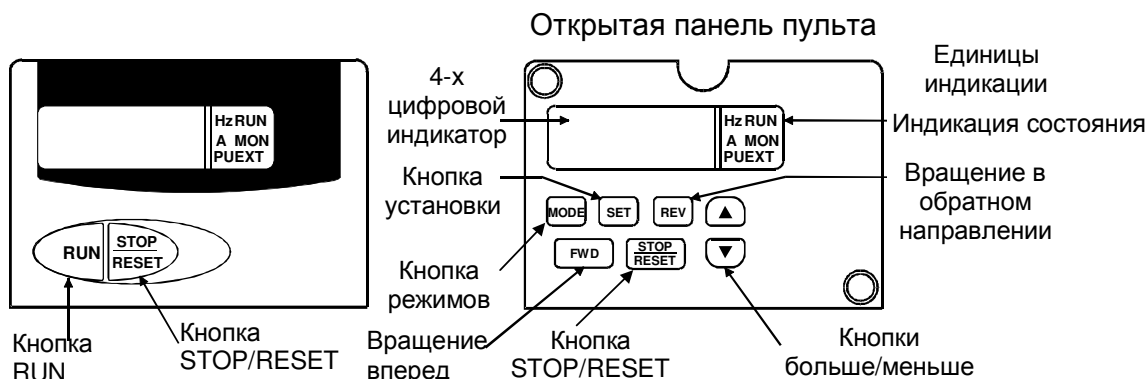 Открытая панель пульта
Hz RUN
A MON
PU EXT
RUN
STOP
RESET
Кнопка
RUN
Кнопка
STOP/RESET
4-х
цифровой
индикатор
Кнопка
установки
Кнопка
режимов
Вращение
вперед
Hz RUN
A MON
PU EXT
MODE
SET
REV
▲
FWD
STOP
RESET
▼
Кнопка
STOP/RESET
Единицы
индикации
Индикация состояния
Вращение в
обратном
направлении
Кнопки
больше/меньше